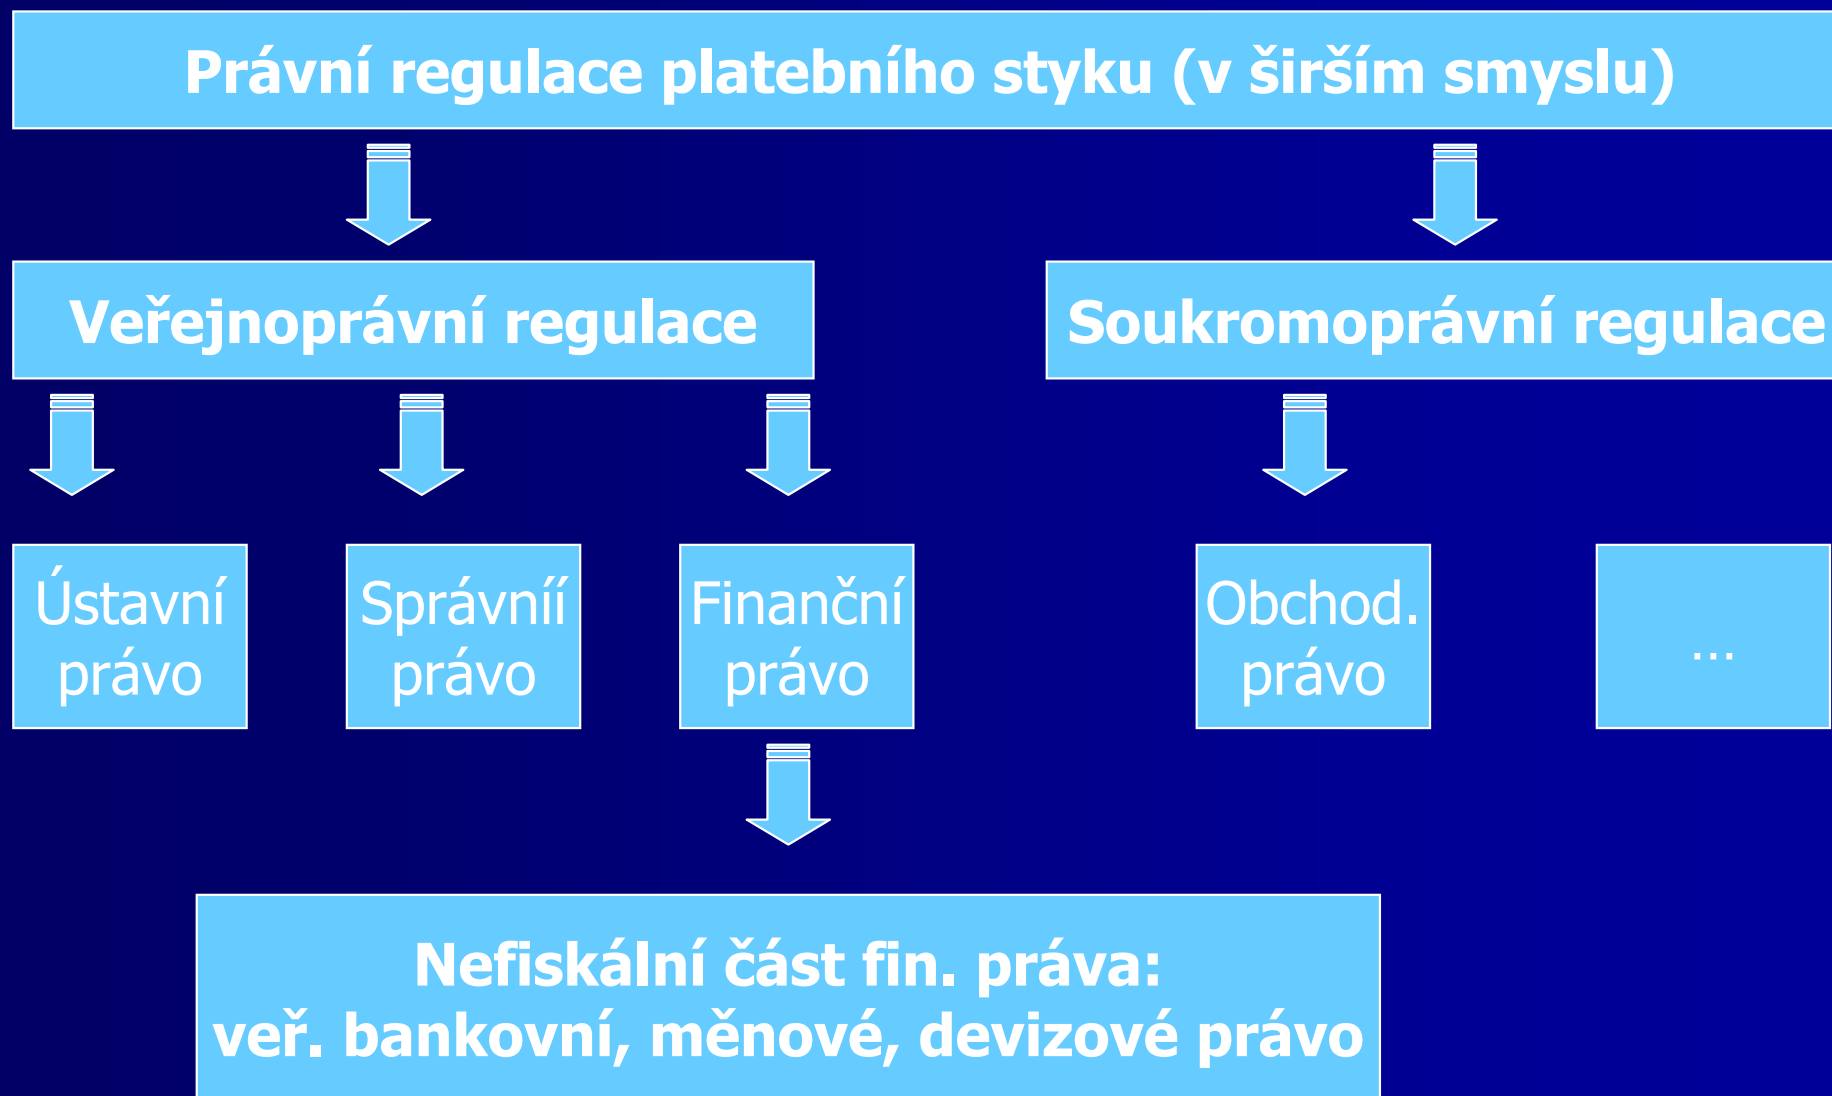 Právní regulace platebního styku (v širším smyslu)
Veřejnoprávní regulace
Soukromoprávní regulace
Ústavní
právo
Správníí
právo
Finanční
právo
Obchod.
právo
...
Nefiskální část fin. práva:
veř. bankovní, měnové, devizové právo